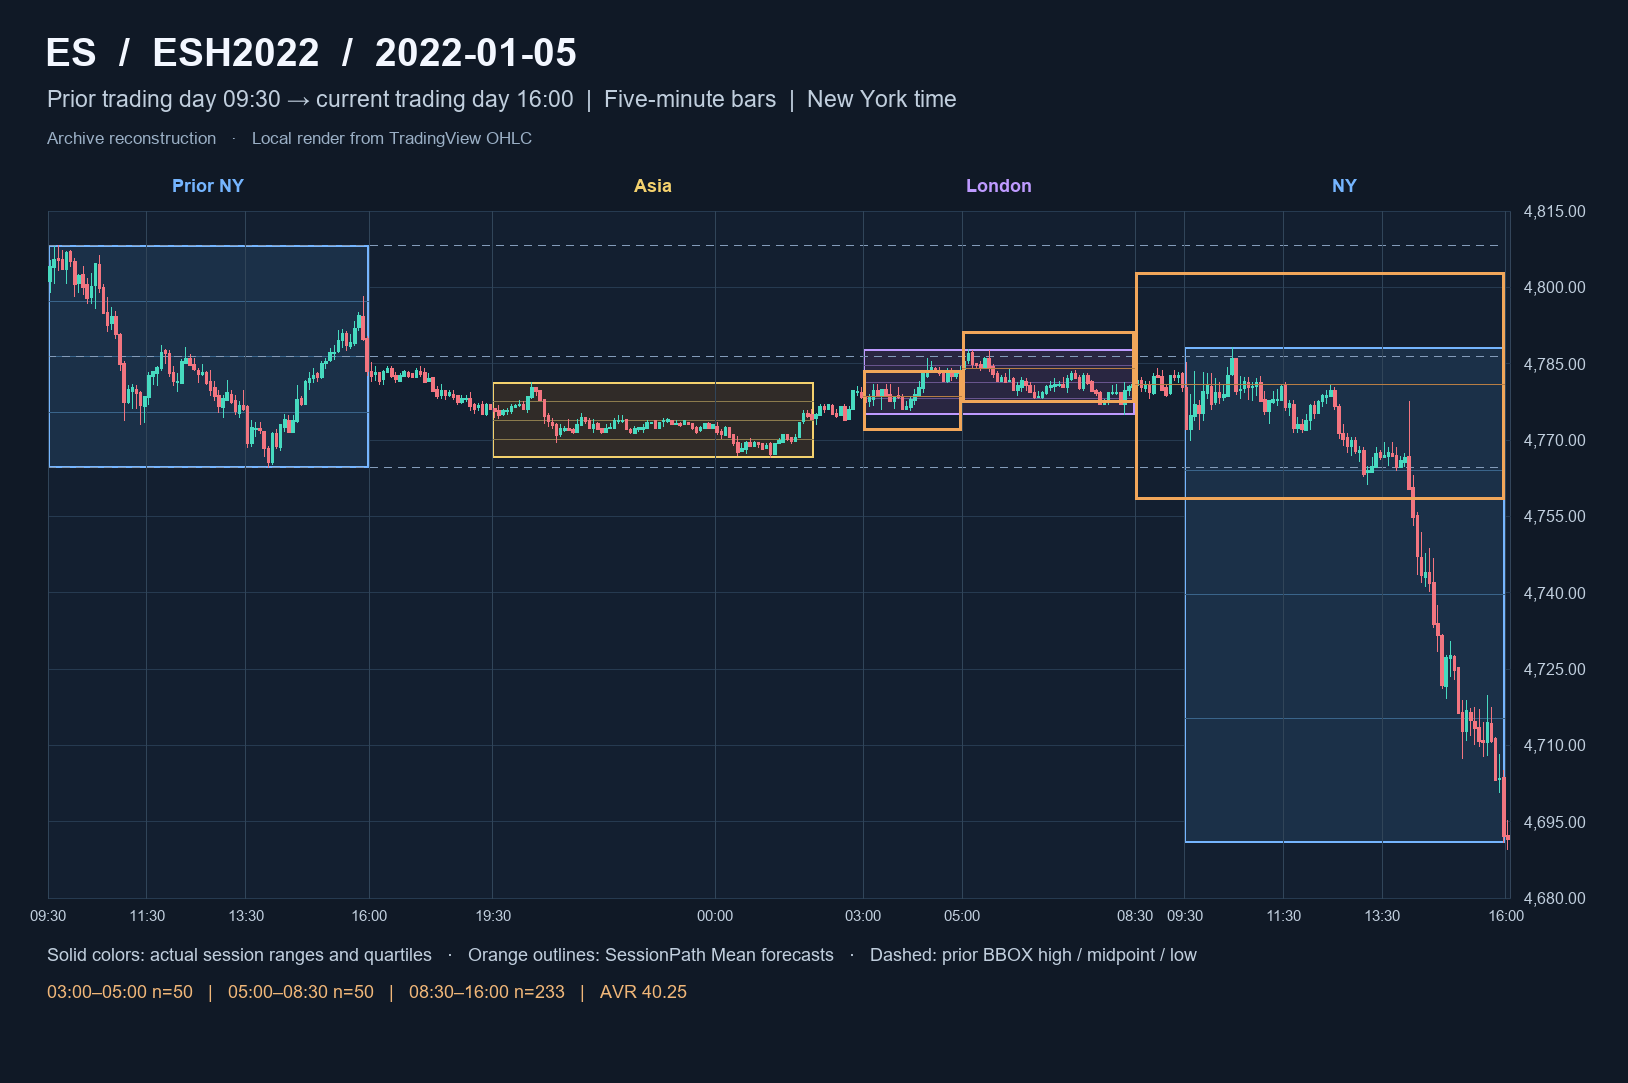 ES / ESH2022 / 2022-01-05
Prior trading day 09:30 → current trading day 16:00 | Five-minute bars | New York time
Archive reconstruction · Local render from TradingView OHLC
Prior NY Asia London NY
4,815.00
4,800.00
4,785.00
4,770.00
4,755.00
4,740.00
4,725.00
4,710.00
4,695.00
4,680.00
09:30 11:30 13:30 16:00 19:30 00:00 03:00 05:00 08:30 09:30 11:30 13:30 16:00
Solid colors: actual session ranges and quartiles · Orange outlines: SessionPath Mean forecasts · Dashed: prior BBOX high / midpoint / low
03:00–05:00 n=50 | 05:00–08:30 n=50 | 08:30–16:00 n=233 | AVR 40.25